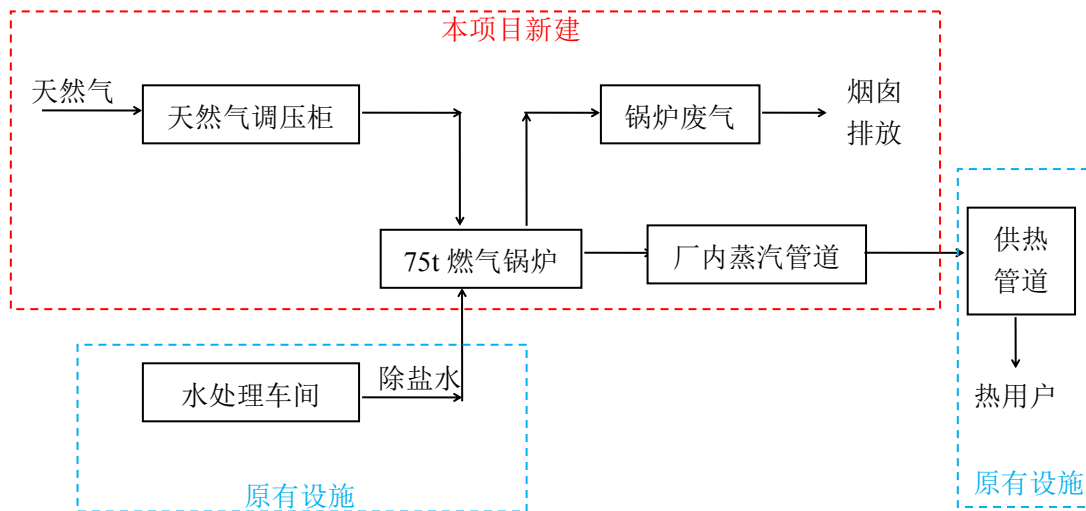 本项目新建
天然气
天然气调压柜
锅炉废气
烟囱
排放
75t 燃气锅炉
厂内蒸汽管道
供热
管道
水处理车间
除盐水
热用户
原有设施
原有设施